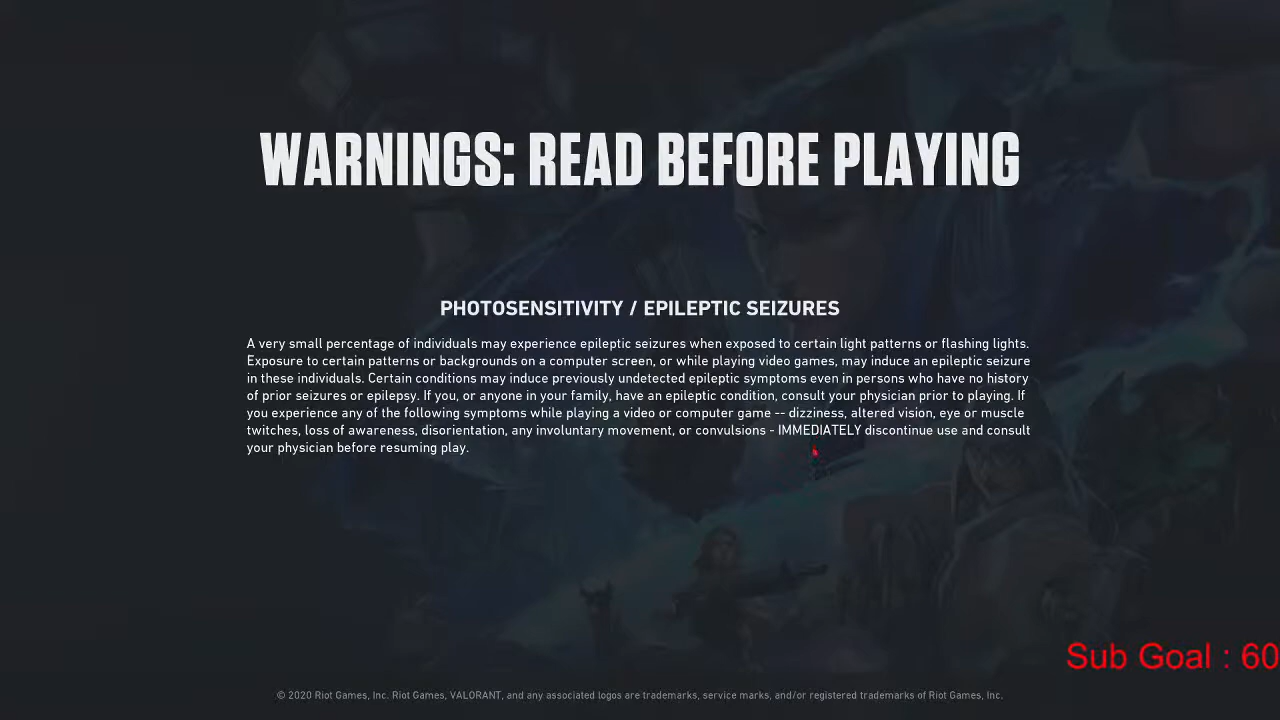 WARNINGS: READ BEFORE PLAYING
PHOTOSENSITIVITY / EPILEPTIC SEIZURES
A very small percentage of individuals may experience epileptic seizures when exposed to certain light patterns or flashing lights.
Exposure to certain patterns or backgrounds on a computer screen, or while playing video games, may induce an epileptic seizure
in these individuals. Certain conditions may induce previously undetected epileptic symptoms even in persons who have no history
of prior seizures or epilepsy. If you, or anyone in your family, have an epileptic condition, consult your physician prior to playing. If
you experience any of the following symptoms while playing a video or computer game -- dizziness, altered vision, eye or muscle
twitches, loss of awareness, disorientation, any involuntary movement, or convulsions - IMMEDIATELY discontinue use and consult
your physician before resuming play.
Sub Goal : 60
© 2020 Riot Games, Inc. Riot Games, VALORANT, and any associated logos are trademarks, service marks, and/or registered trademarks of Riot Games, Inc.